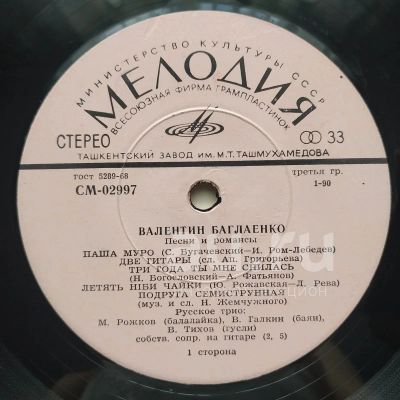 МИНИСТЕРСТВО КУЛЬТУРЫ СССР
МЕЛОДИЯ
ВСЕСОЮЗНАЯ ФИРМА ГРАМПЛАСТИНОК
СТЕРЕО
33
ТАШКЕНТСКИЙ ЗАВОД ИМ. М.Т. ТАШМУХАМЕДОВА
гост 5289-68
третья гр.
СМ-02997
1-90
ВАЛЕНТИН БАГЛАЕНКО
Песни и романсы
ПАША МУРО (С. Бугачевский—И. Ром-Лебедев)
ДВЕ ГИТАРЫ (сл. Ап. Григорьева)
ТРИ ГОДА ТЫ МНЕ СНИЛАСЬ
(Н. Богословский—А. Фатьянов)
ЛЕТЯТЬ НІБИ ЧАЙКИ (Ю. Рожавская—Л. Рева)
ПОДРУГА СЕМИСТРУННАЯ
(муз. и сл. Н. Жемчужного)
Русское трио:
М. Рожков (балалайка), В. Галкин (баян),
В. Тихов (гусли)
собств. сопр. на гитаре (2, 5)
1 сторона